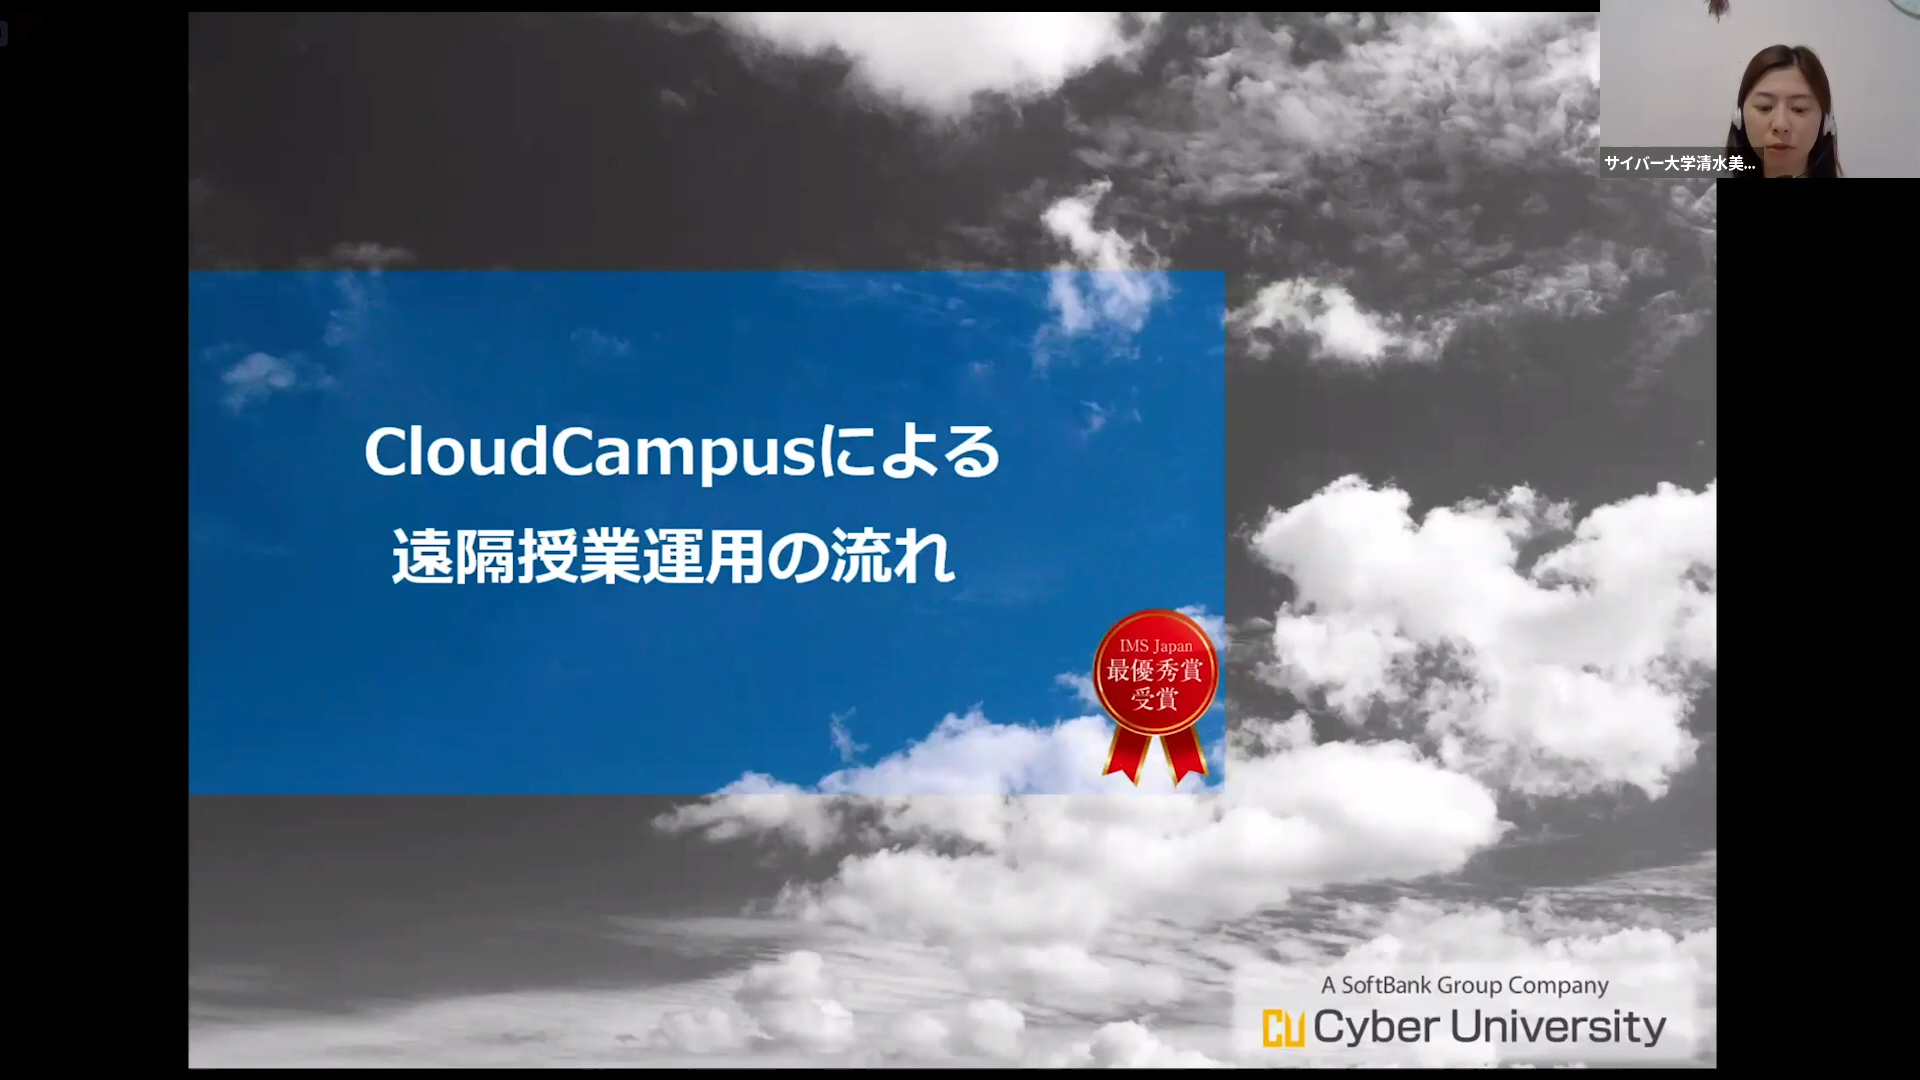 サイバー大学清水美...
CloudCampusによる
遠隔授業運用の流れ
IMS Japan
最優秀賞
受賞
A SoftBank Group Company
CU Cyber University